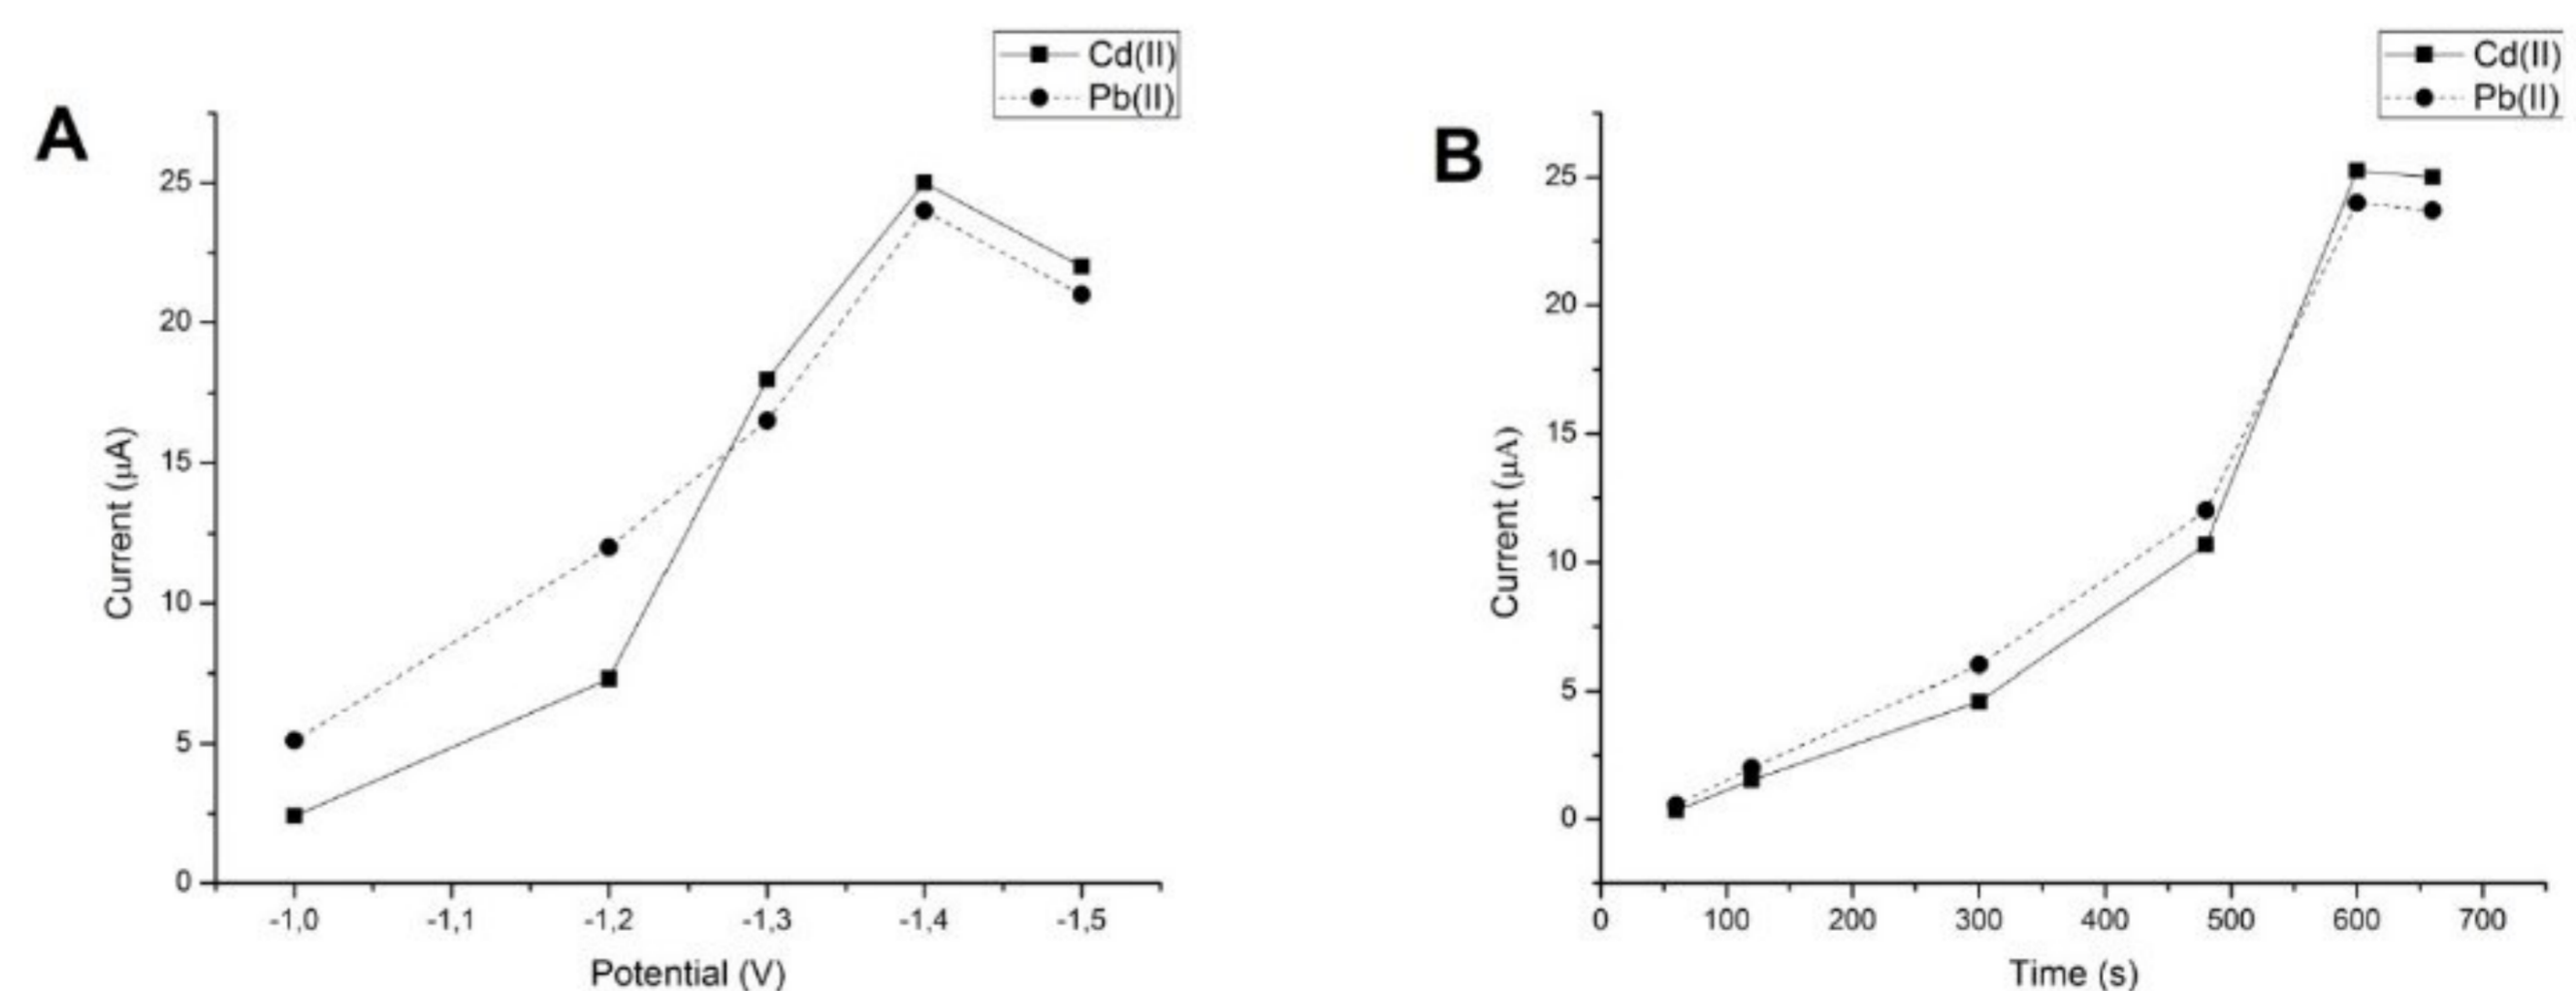 A
Cd(II)
Pb(II)
25
20
15
10
5
0
Current (μA)
-1,0 -1,1 -1,2 -1,3 -1,4 -1,5
Potential (V)
B
Cd(II)
Pb(II)
25
20
15
10
5
0
Current (μA)
0 100 200 300 400 500 600 700
Time (s)